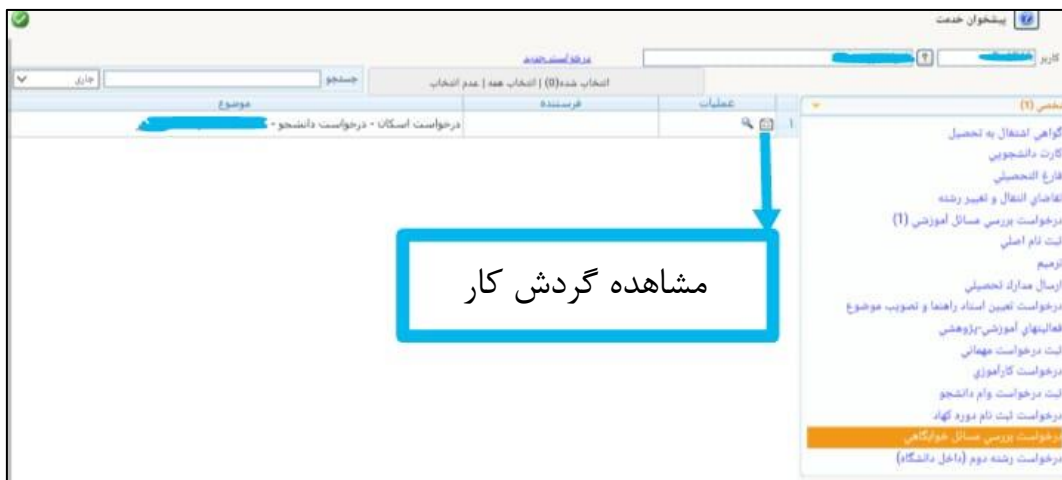 پیشخوان خدمت
کاربر
درخواست جدید
انتخاب شده(0) | انتخاب همه | عدم انتخاب
جستجو
جاری
عملیات
فرستنده
موضوع
1
درخواست اسکان - درخواست دانشجو -
مشاهده گردش کار
شخصی (1)
گواهی اشتغال به تحصیل
کارت دانشجویی
فارغ التحصیلی
تقاضای انتقال و تغییر رشته
درخواست بررسی مسائل آموزشی (1)
ثبت نام اصلی
ترمیم
ارسال مدارك تحصیلی
درخواست تعیین استاد راهنما و تصویب موضوع
فعالیتهای آموزشی-پژوهشی
ثبت درخواست مهمانی
درخواست کارآموزی
ثبت درخواست وام دانشجو
درخواست ثبت نام دوره کهاد
درخواست بررسی مسائل خوابگاهی
درخواست رشته دوم (داخل دانشگاه)